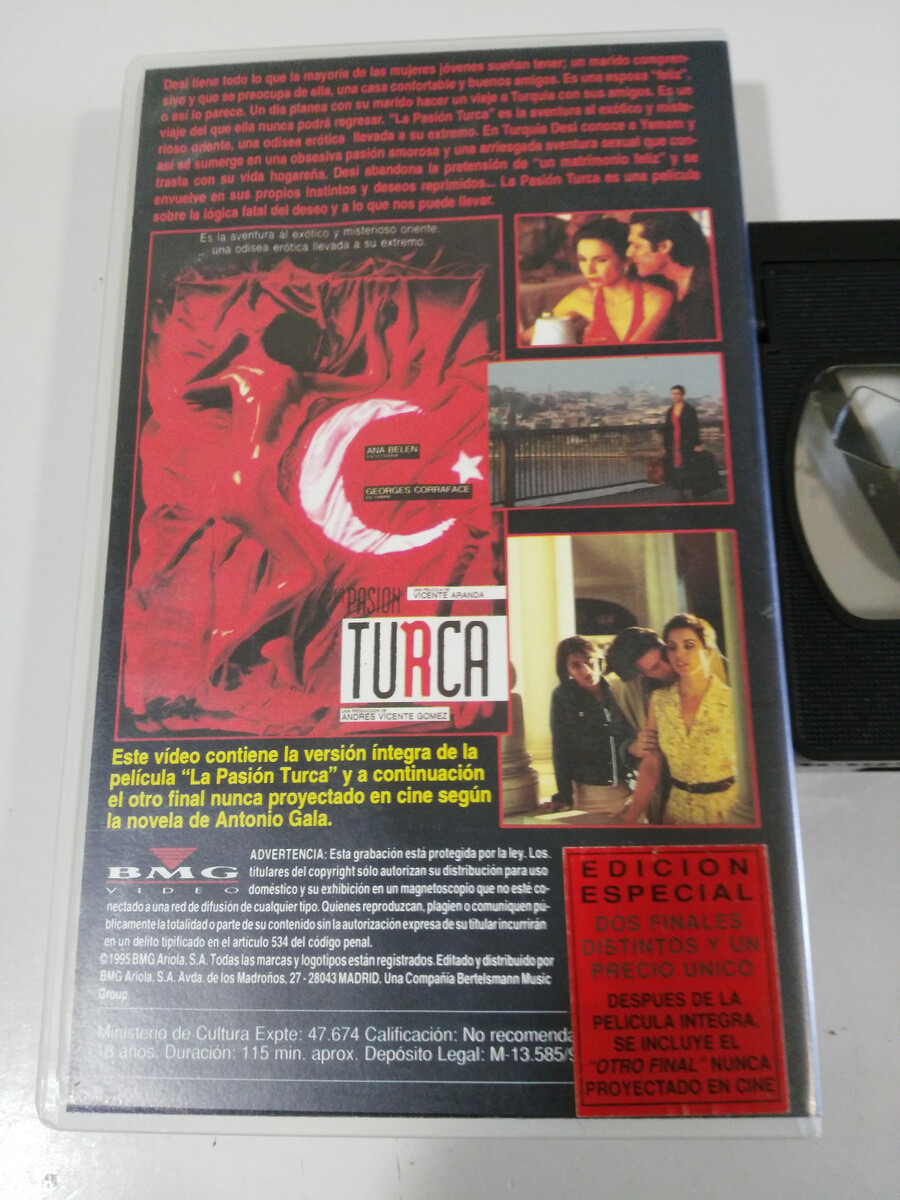 Desi tiene todo lo que la mayoría de las mujeres jóvenes sueñan tener; un marido compren-
sivo y que se preocupa de ella, una casa confortable y buenos amigos. Es una esposa "feliz",
o así lo parece. Un día planea con su marido hacer un viaje a Turquía con sus amigos. Es un
viaje del que ella nunca podrá regresar. "La Pasión Turca" es la aventura al exótico y miste-
rioso oriente, una odisea erótica llevada a su extremo. En Turquía Desi conoce a Yamam y
así se sumerge en una obsesiva pasión amorosa y una arriesgada aventura sexual que con-
trasta con su vida hogareña. Desi abandona la pretensión de "un matrimonio feliz" y se
envuelve en sus propios instintos y deseos reprimidos... La Pasión Turca es una película
sobre la lógica fatal del deseo y a lo que nos puede llevar.
Es la aventura al exótico y misterioso oriente.
una odisea erótica llevada a su extremo.
ANA BELEN
GEORGES CORRAFACE
UNA PELICULA DE
VICENTE ARANDA
PASION
TURCA
UNA PRODUCCION DE
ANDRÉS VICENTE GOMEZ
Este vídeo contiene la versión íntegra de la
película "La Pasión Turca" y a continuación
el otro final nunca proyectado en cine según
la novela de Antonio Gala.
BMG
VIDEO
ADVERTENCIA: Esta grabación está protegida por la ley. Los
titulares del copyright sólo autorizan su distribución para uso
doméstico y su exhibición en un magnetoscopio que no esté co-
nectado a una red de difusión de cualquier tipo. Quienes reproduzcan, plagien o comuniquen pú-
blicamente la totalidad o parte de su contenido sin la autorización expresa de su titular incurrirán
en un delito tipificado en el artículo 534 del código penal.
©1995 BMG Ariola, S.A. Todas las marcas y logotipos están registrados. Editado y distribuido por
BMG Ariola, S.A. Avda. de los Madroños, 27 - 28043 MADRID. Una Compañía Bertelsmann Music
Group.
Ministerio de Cultura Expte: 47.674 Calificación: No recomenda
18 años. Duración: 115 min. aprox. Depósito Legal: M-13.585/9
EDICION
ESPECIAL
DOS FINALES
DISTINTOS Y UN
PRECIO UNICO
DESPUES DE LA
PELICULA INTEGRA,
SE INCLUYE EL
"OTRO FINAL" NUNCA
PROYECTADO EN CINE